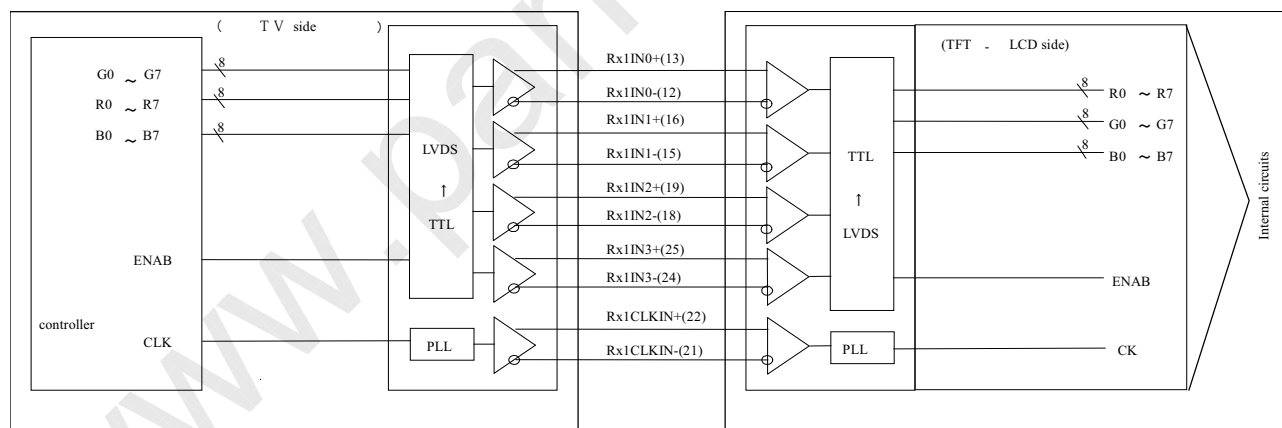 ( ＴＶ side )
8
G0 ～ G7
8
R0 ～ R7
8
B0 ～ B7
ENAB
controller
CLK
LVDS
↑
TTL
PLL
Rx1IN0+(13)
Rx1IN0-(12)
Rx1IN1+(16)
Rx1IN1-(15)
Rx1IN2+(19)
Rx1IN2-(18)
Rx1IN3+(25)
Rx1IN3-(24)
Rx1CLKIN+(22)
Rx1CLKIN-(21)
TTL
↑
LVDS
PLL
(TFT - LCD side)
8
R0 ～ R7
8
G0 ～ G7
8
B0 ～ B7
ENAB
CK
Internal circuits